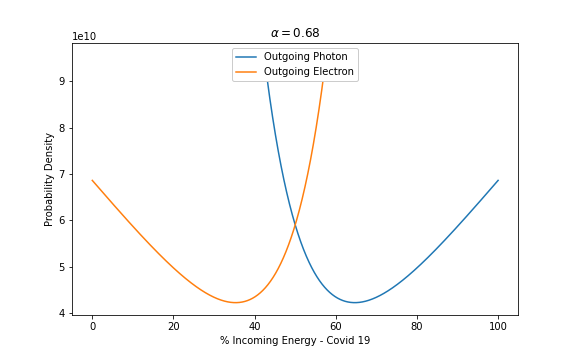 α = 0.68
1e10
Outgoing Photon
Outgoing Electron
9
8
7
6
5
4
Probability Density
0 20 40 60 80 100
% Incoming Energy - Covid 19